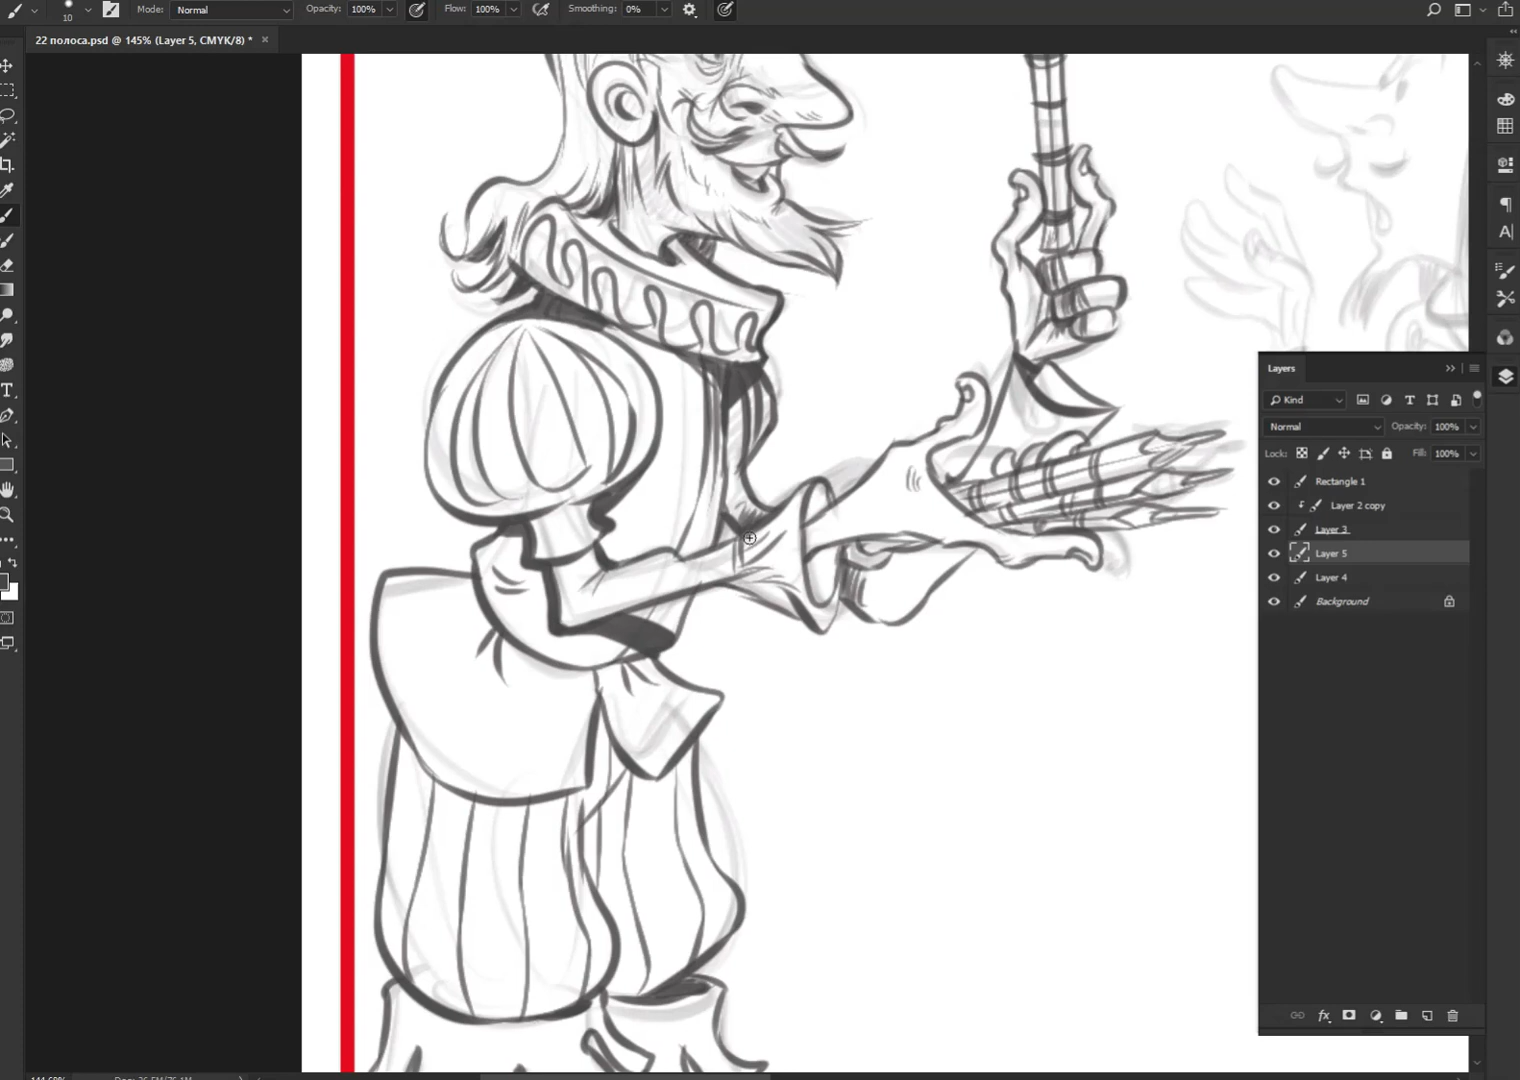 10
Mode: Normal
Opacity: 100%
Flow: 100%
Smoothing: 0%
22 полоса.psd @ 145% (Layer 5, CMYK/8) *
Layers
Kind
Normal
Opacity: 100%
Lock:
Fill: 100%
Rectangle 1
Layer 2 copy
Layer 3
Layer 5
Layer 4
Background